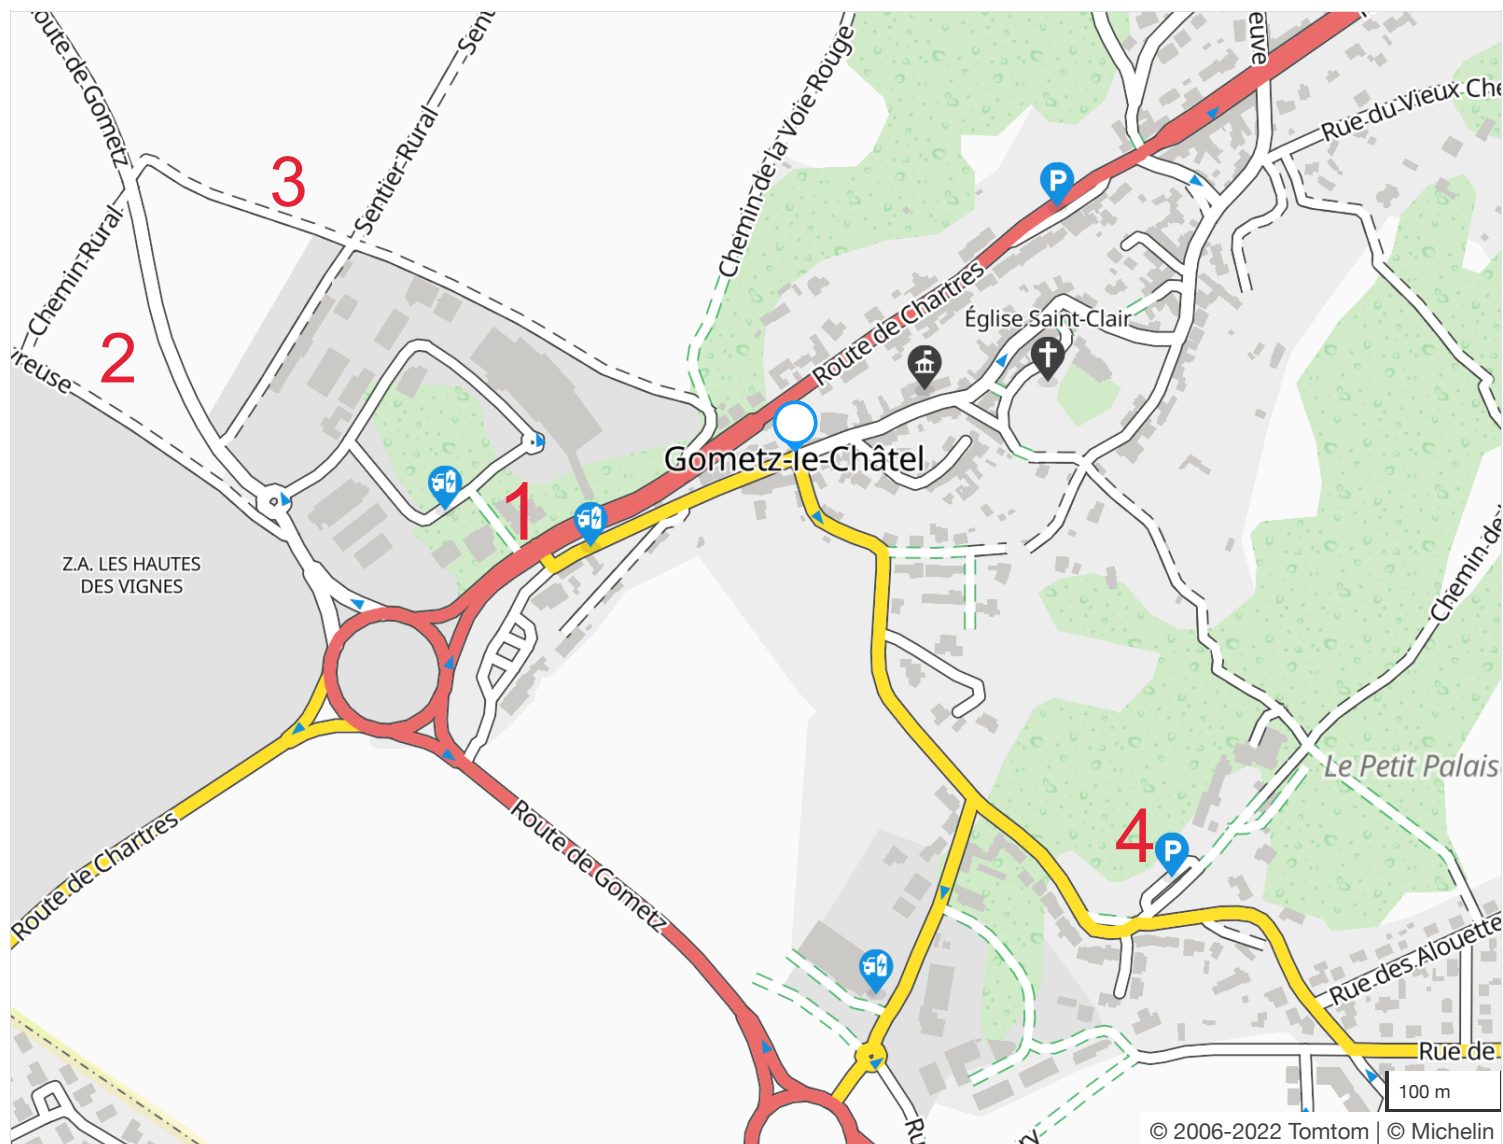 oute de Gometz
Sentier Rural
Sent
Chemin de la Voie Rouge
euve
Rue du Vieux Che
P
3
Chemin Rural
2
vreuse
Route de Chartres
Église Saint-Clair
Gometz-le-Châtel
1
Z.A. LES HAUTES
DES VIGNES
Chemin de
Le Petit Palais
4
P
Route de Chartres
Route de Gometz
Rue des Alouette
Rue de
100 m
Ru
ry
© 2006-2022 Tomtom | © Michelin